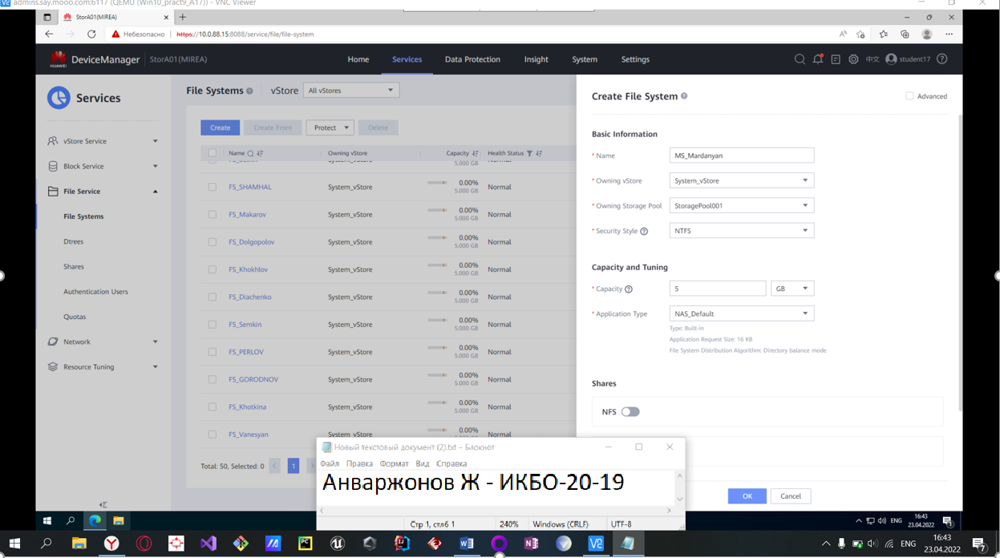 admins.say.mooo.com:6117 (QEMU (Win10_pract9_A17)) - VNC Viewer
StorA01(MIREA)
Небезопасно https://10.0.88.15:8088/service/file/file-system
HUAWEI DeviceManager StorA01(MIREA) Home Services Data Protection Insight System Settings 中文 student17
Services
vStore Service
Block Service
File Service
File Systems
Dtrees
Shares
Authentication Users
Quotas
Network
Resource Tuning
File Systems vStore All vStores
Create Create From Protect Delete
Name Owning vStore Capacity Health Status
5.000 GB
FS_SHAMHAL System_vStore 0.00% 5.000 GB Normal
FS_Makarov System_vStore 0.00% 5.000 GB Normal
FS_Dolgopolov System_vStore 0.00% 5.000 GB Normal
FS_Khokhlov System_vStore 0.00% 5.000 GB Normal
FS_Diachenko System_vStore 0.00% 5.000 GB Normal
FS_Semkin System_vStore 0.00% 5.000 GB Normal
FS_PERLOV System_vStore 0.00% 5.000 GB Normal
FS_GORODNOV System_vStore 0.00% 5.000 GB Normal
FS_Khotkina System_vStore 0.00% 5.000 GB Normal
FS_Vanesyan System_vStore 0.00% Normal
Total: 50, Selected: 0 1
Create File System Advanced
Basic Information
* Name MS_Mardanyan
* Owning vStore System_vStore
* Owning Storage Pool StoragePool001
* Security Style NTFS
Capacity and Tuning
* Capacity 5 GB
* Application Type NAS_Default
Type: Built-in
Application Request Size: 16 KB
File System Distribution Algorithm: Directory balance mode
Shares
NFS
OK Cancel
Новый текстовый документ (2).txt – Блокнот
Файл Правка Формат Вид Справка
Анваржонов Ж - ИКБО-20-19
Стр 1, стлб 1 240% Windows (CRLF) UTF-8
ENG 16:43 23.04.2022 1
ENG 16:43 23.04.2022 7